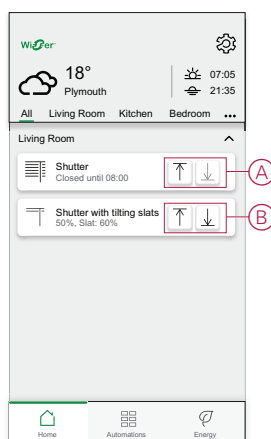 Wiser
18°
Plymouth
07:05
21:35
All Living Room Kitchen Bedroom •••
Living Room
Shutter
Closed until 08:00
A
Shutter with tilting slats
50%, Slat: 60%
B
Home Automations Energy